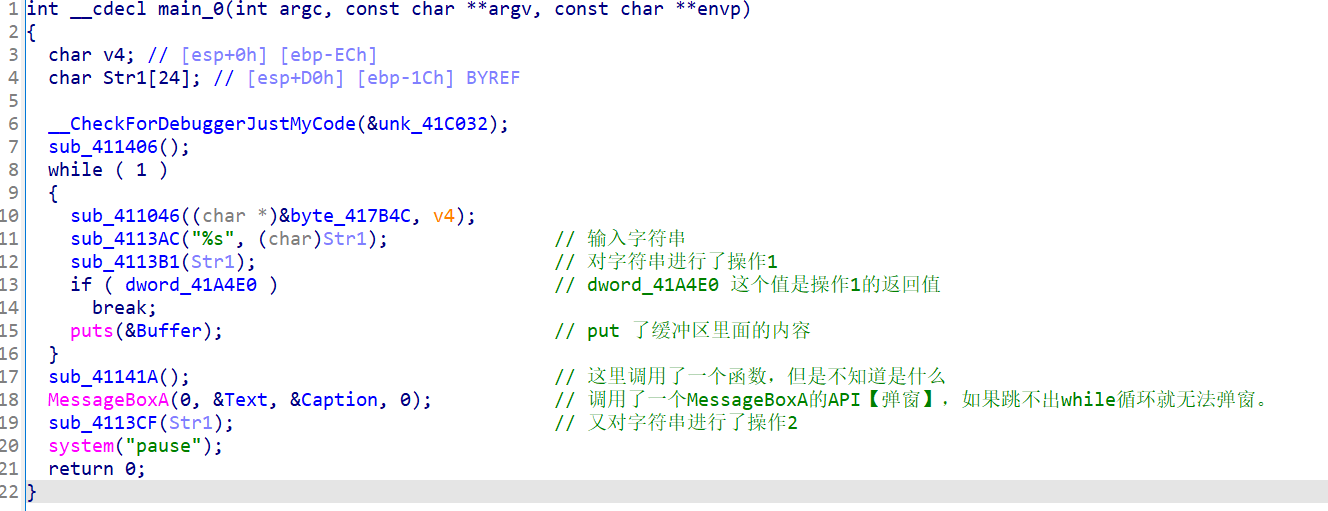 1 int __cdecl main_0(int argc, const char **argv, const char **envp)
2 {
3 char v4; // [esp+0h] [ebp-ECh]
4 char Str1[24]; // [esp+D0h] [ebp-1Ch] BYREF
5
6 __CheckForDebuggerJustMyCode(&unk_41C032);
7 sub_411406();
8 while ( 1 )
9 {
10 sub_411046((char *)&byte_417B4C, v4);
11 sub_4113AC("%s", (char)Str1); // 输入字符串
12 sub_4113B1(Str1); // 对字符串进行了操作1
13 if ( dword_41A4E0 ) // dword_41A4E0 这个值是操作1的返回值
14 break;
15 puts(&Buffer); // put 了缓冲区里面的内容
16 }
17 sub_41141A(); // 这里调用了一个函数，但是不知道是什么
18 MessageBoxA(0, &Text, &Caption, 0); // 调用了一个MessageBoxA的API【弹窗】，如果跳不出while循环就无法弹窗。
19 sub_4113CF(Str1); // 又对字符串进行了操作2
20 system("pause");
21 return 0;
22 }